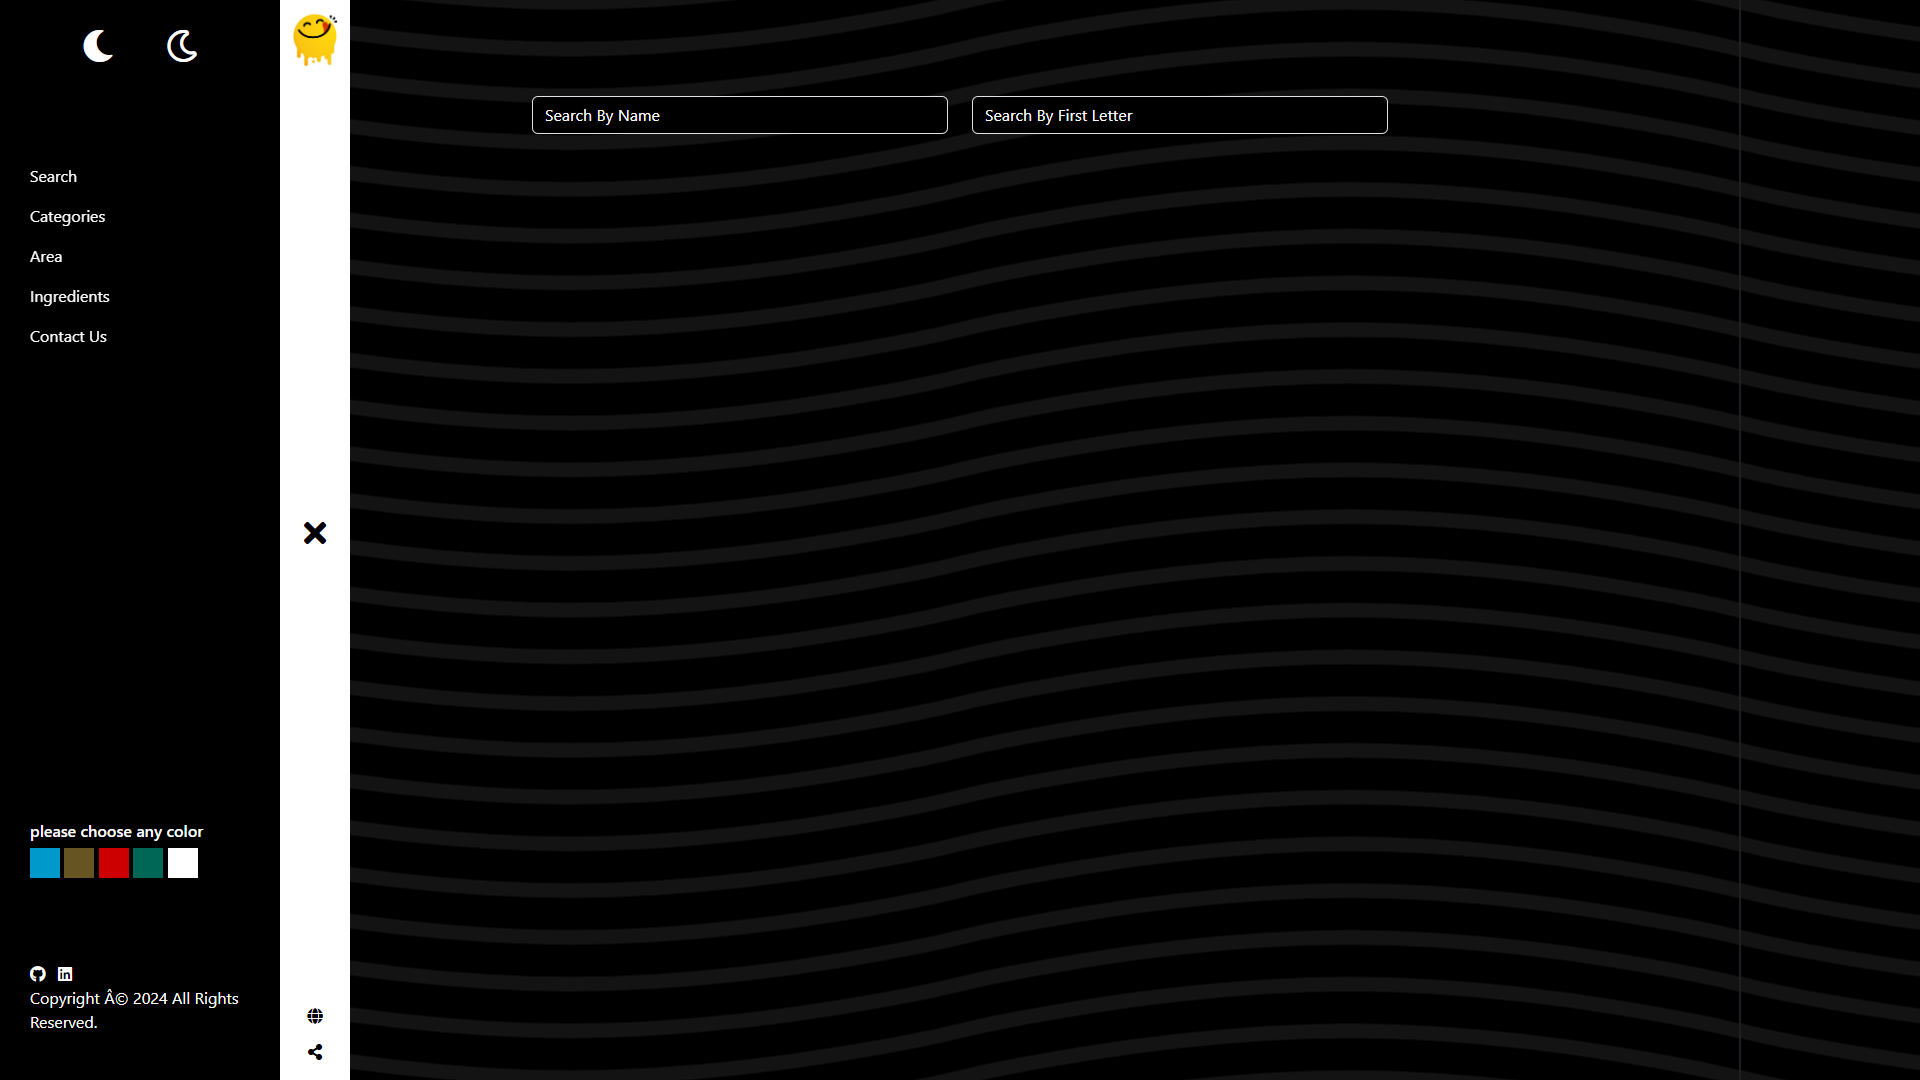 Search By Name
Search By First Letter
Search
Categories
Area
Ingredients
Contact Us
please choose any color
Copyright Â© 2024 All Rights
Reserved.